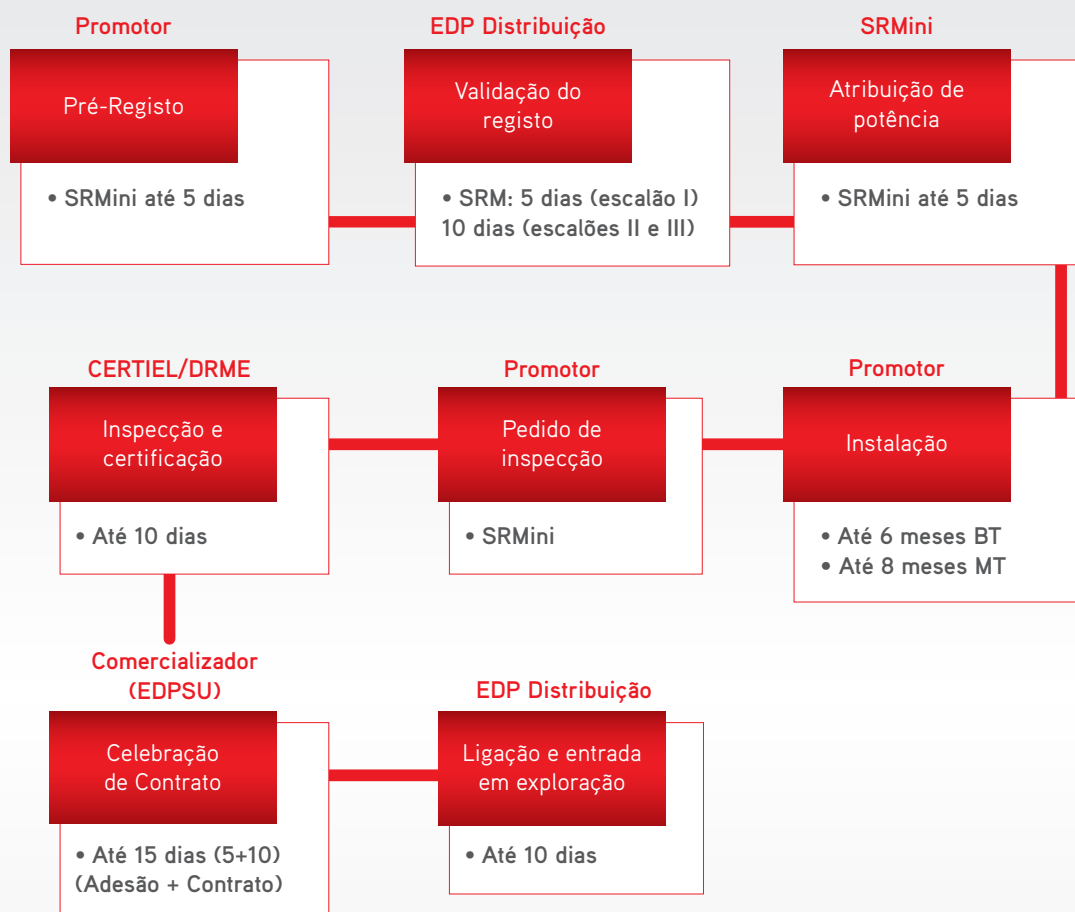 Promotor
Pré-Registo
• SRMini até 5 dias
EDP Distribuição
Validação do
registo
• SRM: 5 dias (escalão I)
10 dias (escalões II e III)
SRMini
Atribuição de
potência
• SRMini até 5 dias
Promotor
Instalação
• Até 6 meses BT
• Até 8 meses MT
Promotor
Pedido de
inspecção
• SRMini
CERTIEL/DRME
Inspecção e
certificação
• Até 10 dias
Comercializador
(EDPSU)
Celebração
de Contrato
• Até 15 dias (5+10)
(Adesão + Contrato)
EDP Distribuição
Ligação e entrada
em exploração
• Até 10 dias